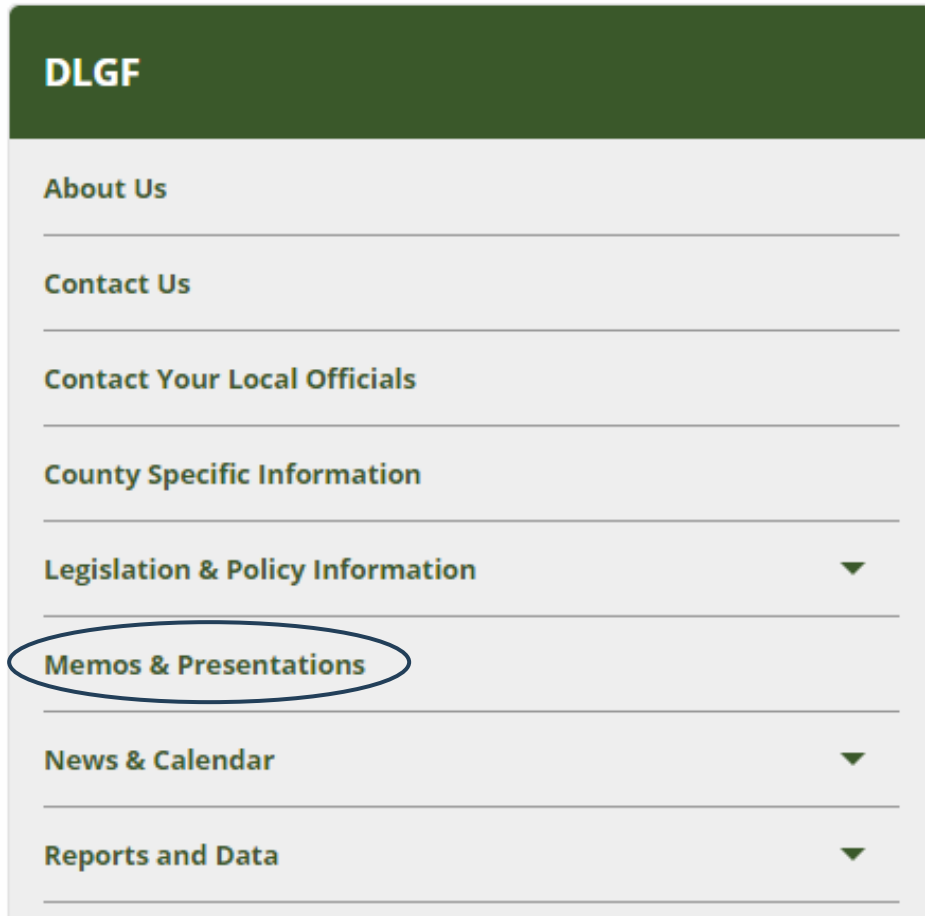 DLGF
About Us
Contact Us
Contact Your Local Officials
County Specific Information
Legislation & Policy Information
Memos & Presentations
News & Calendar
Reports and Data